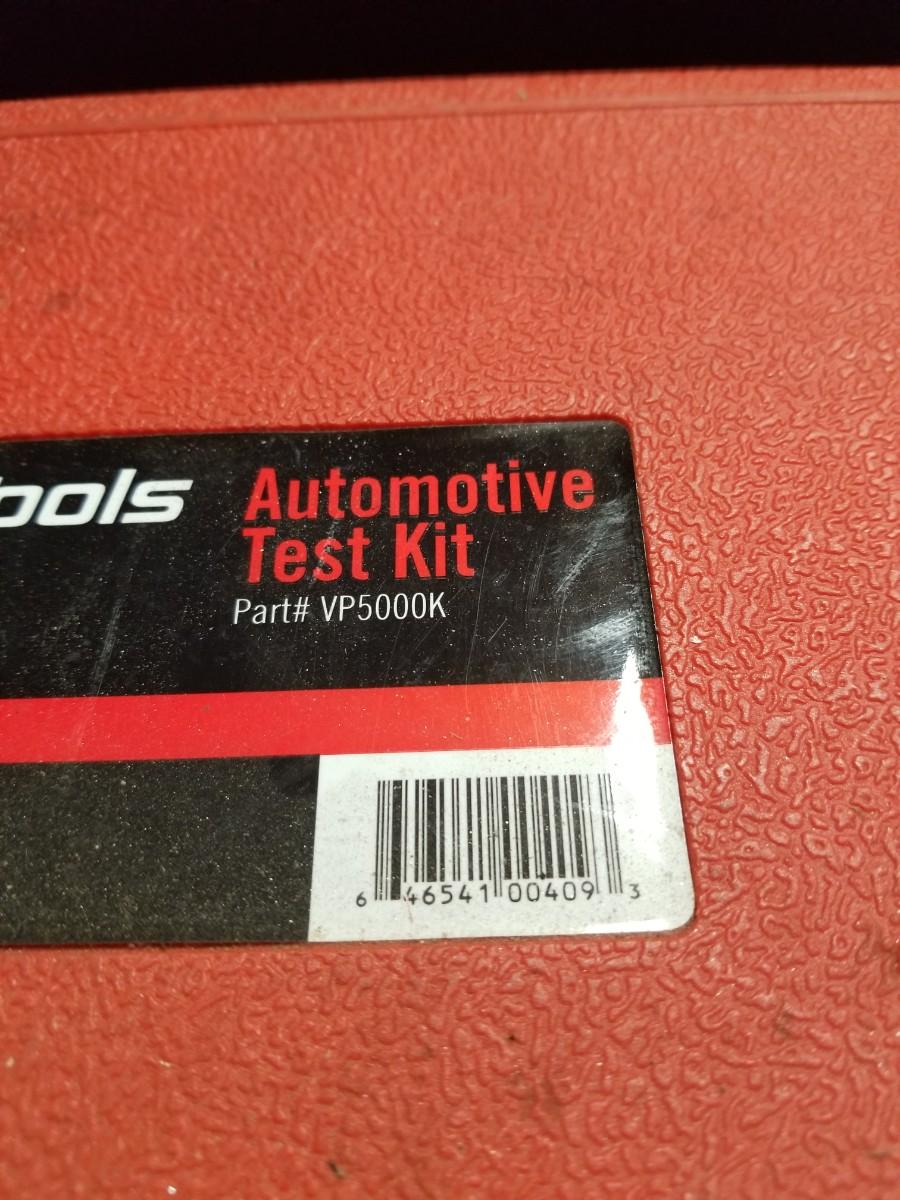 ools
Automotive
Test Kit
Part# VP5000K
6 46541 00409 3